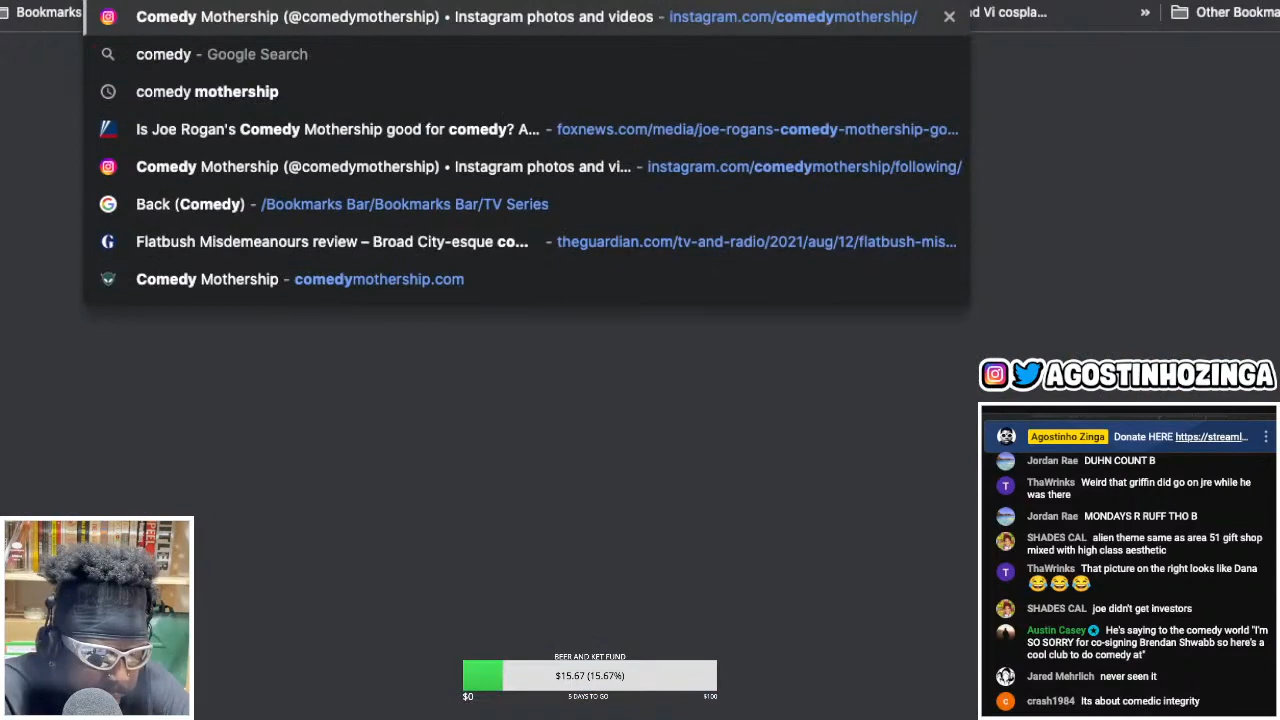 Bookmarks
Comedy Mothership (@comedymothership) • Instagram photos and videos - instagram.com/comedymothership/
Other Bookma
comedy - Google Search
comedy mothership
Is Joe Rogan's Comedy Mothership good for comedy? A... - foxnews.com/media/joe-rogans-comedy-mothership-go...
Comedy Mothership (@comedymothership) • Instagram photos and vi... - instagram.com/comedymothership/following/
Back (Comedy) - /Bookmarks Bar/Bookmarks Bar/TV Series
Flatbush Misdemeanours review – Broad City-esque co... - theguardian.com/tv-and-radio/2021/aug/12/flatbush-mis...
Comedy Mothership - comedymothership.com
d Vi cospla...
AGOSTINHOZINGA
Agostinho Zinga Donate HERE https://streaml...
Jordan Rae DUHN COUNT B
ThaWrinks Weird that griffin did go on jre while he
was there
Jordan Rae MONDAYS R RUFF THO B
SHADES CAL alien theme same as area 51 gift shop
mixed with high class aesthetic
ThaWrinks That picture on the right looks like Dana
SHADES CAL joe didn't get investors
Austin Casey He's saying to the comedy world "I'm
SO SORRY for co-signing Brendan Shwabb so here's a
cool club to do comedy at"
Jared Mehrlich never seen it
crash1984 Its about comedic integrity
BEER AND KET FUND
$15.67 (15.67%)
$0 5 DAYS TO GO $100